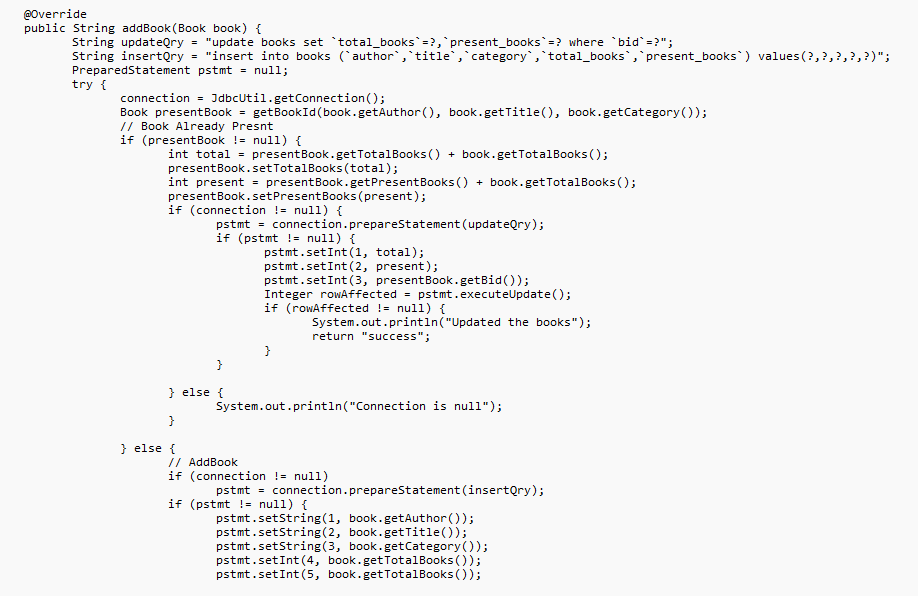 @Override
public String addBook(Book book) {
String updateQry = "update books set `total_books`=?,`present_books`=? where `bid`=?";
String insertQry = "insert into books (`author`,`title`,`category`,`total_books`,`present_books`) values(?,?,?,?,?)";
PreparedStatement pstmt = null;
try {
connection = JdbcUtil.getConnection();
Book presentBook = getBookId(book.getAuthor(), book.getTitle(), book.getCategory());
// Book Already Presnt
if (presentBook != null) {
int total = presentBook.getTotalBooks() + book.getTotalBooks();
presentBook.setTotalBooks(total);
int present = presentBook.getPresentBooks() + book.getTotalBooks();
presentBook.setPresentBooks(present);
if (connection != null) {
pstmt = connection.prepareStatement(updateQry);
if (pstmt != null) {
pstmt.setInt(1, total);
pstmt.setInt(2, present);
pstmt.setInt(3, presentBook.getBid());
Integer rowAffected = pstmt.executeUpdate();
if (rowAffected != null) {
System.out.println("Updated the books");
return "success";
}
}
} else {
System.out.println("Connection is null");
}
} else {
// AddBook
if (connection != null)
pstmt = connection.prepareStatement(insertQry);
if (pstmt != null) {
pstmt.setString(1, book.getAuthor());
pstmt.setString(2, book.getTitle());
pstmt.setString(3, book.getCategory());
pstmt.setInt(4, book.getTotalBooks());
pstmt.setInt(5, book.getTotalBooks());